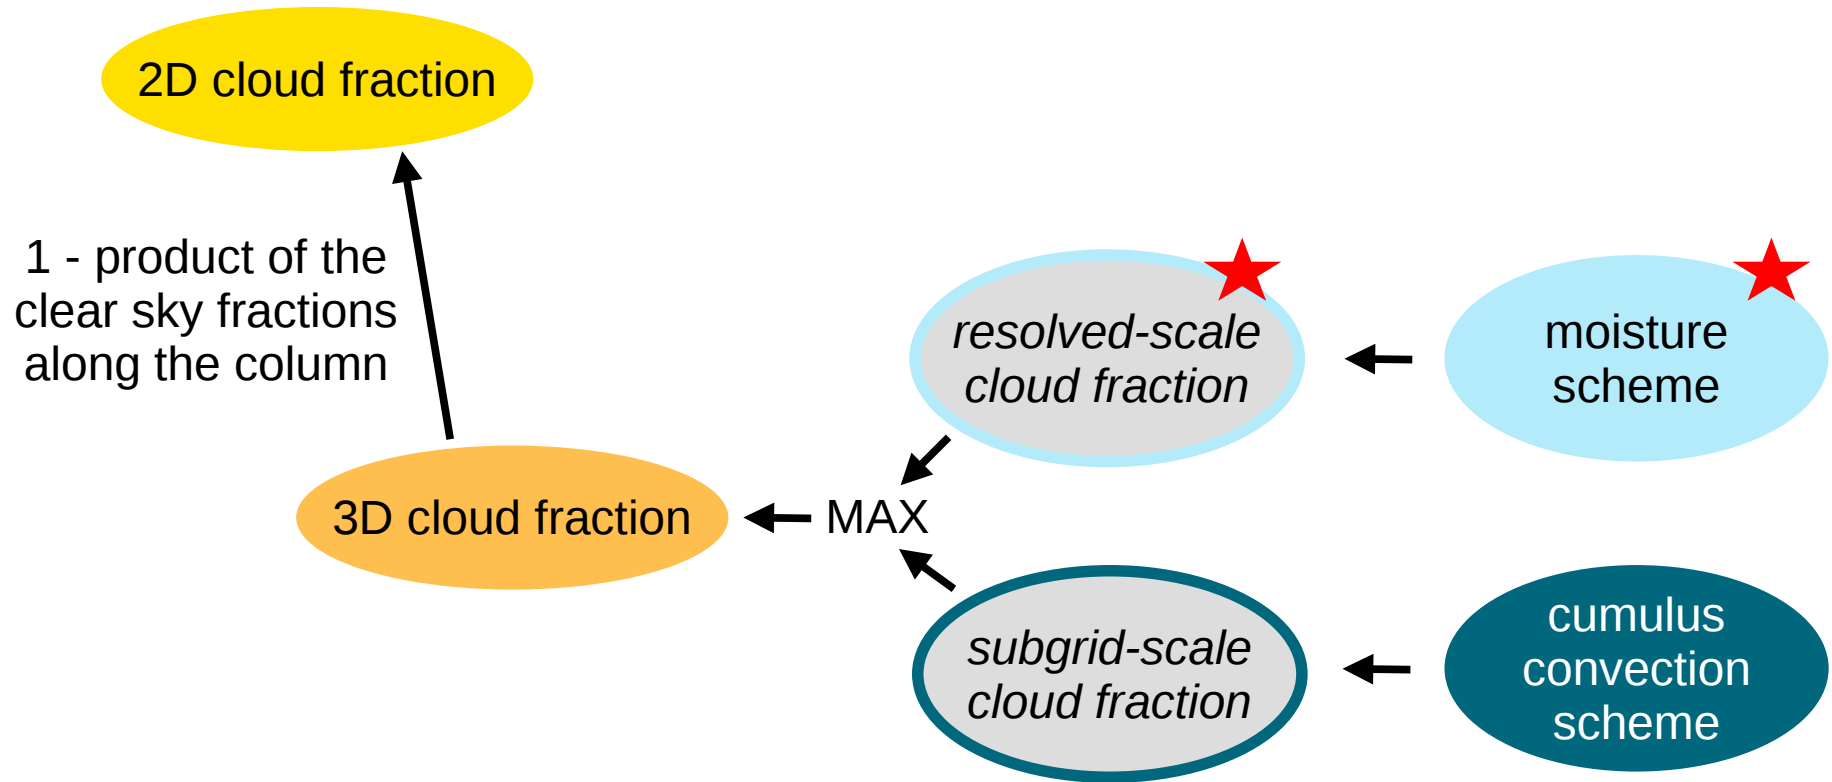 2D cloud fraction
1 - product of the
clear sky fractions
along the column
3D cloud fraction
MAX
resolved-scale
cloud fraction
moisture
scheme
subgrid-scale
cloud fraction
cumulus
convection
scheme